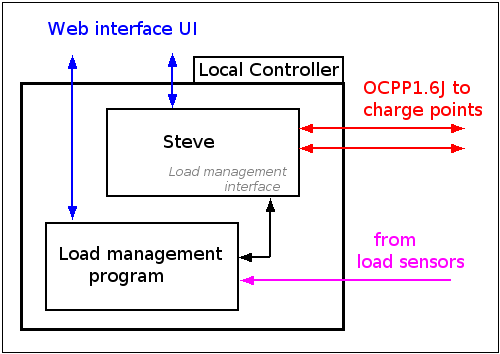 Web interface UI
Local Controller
OCPP1.6J to
charge points
Steve
Load management
interface
from
load sensors
Load management
program